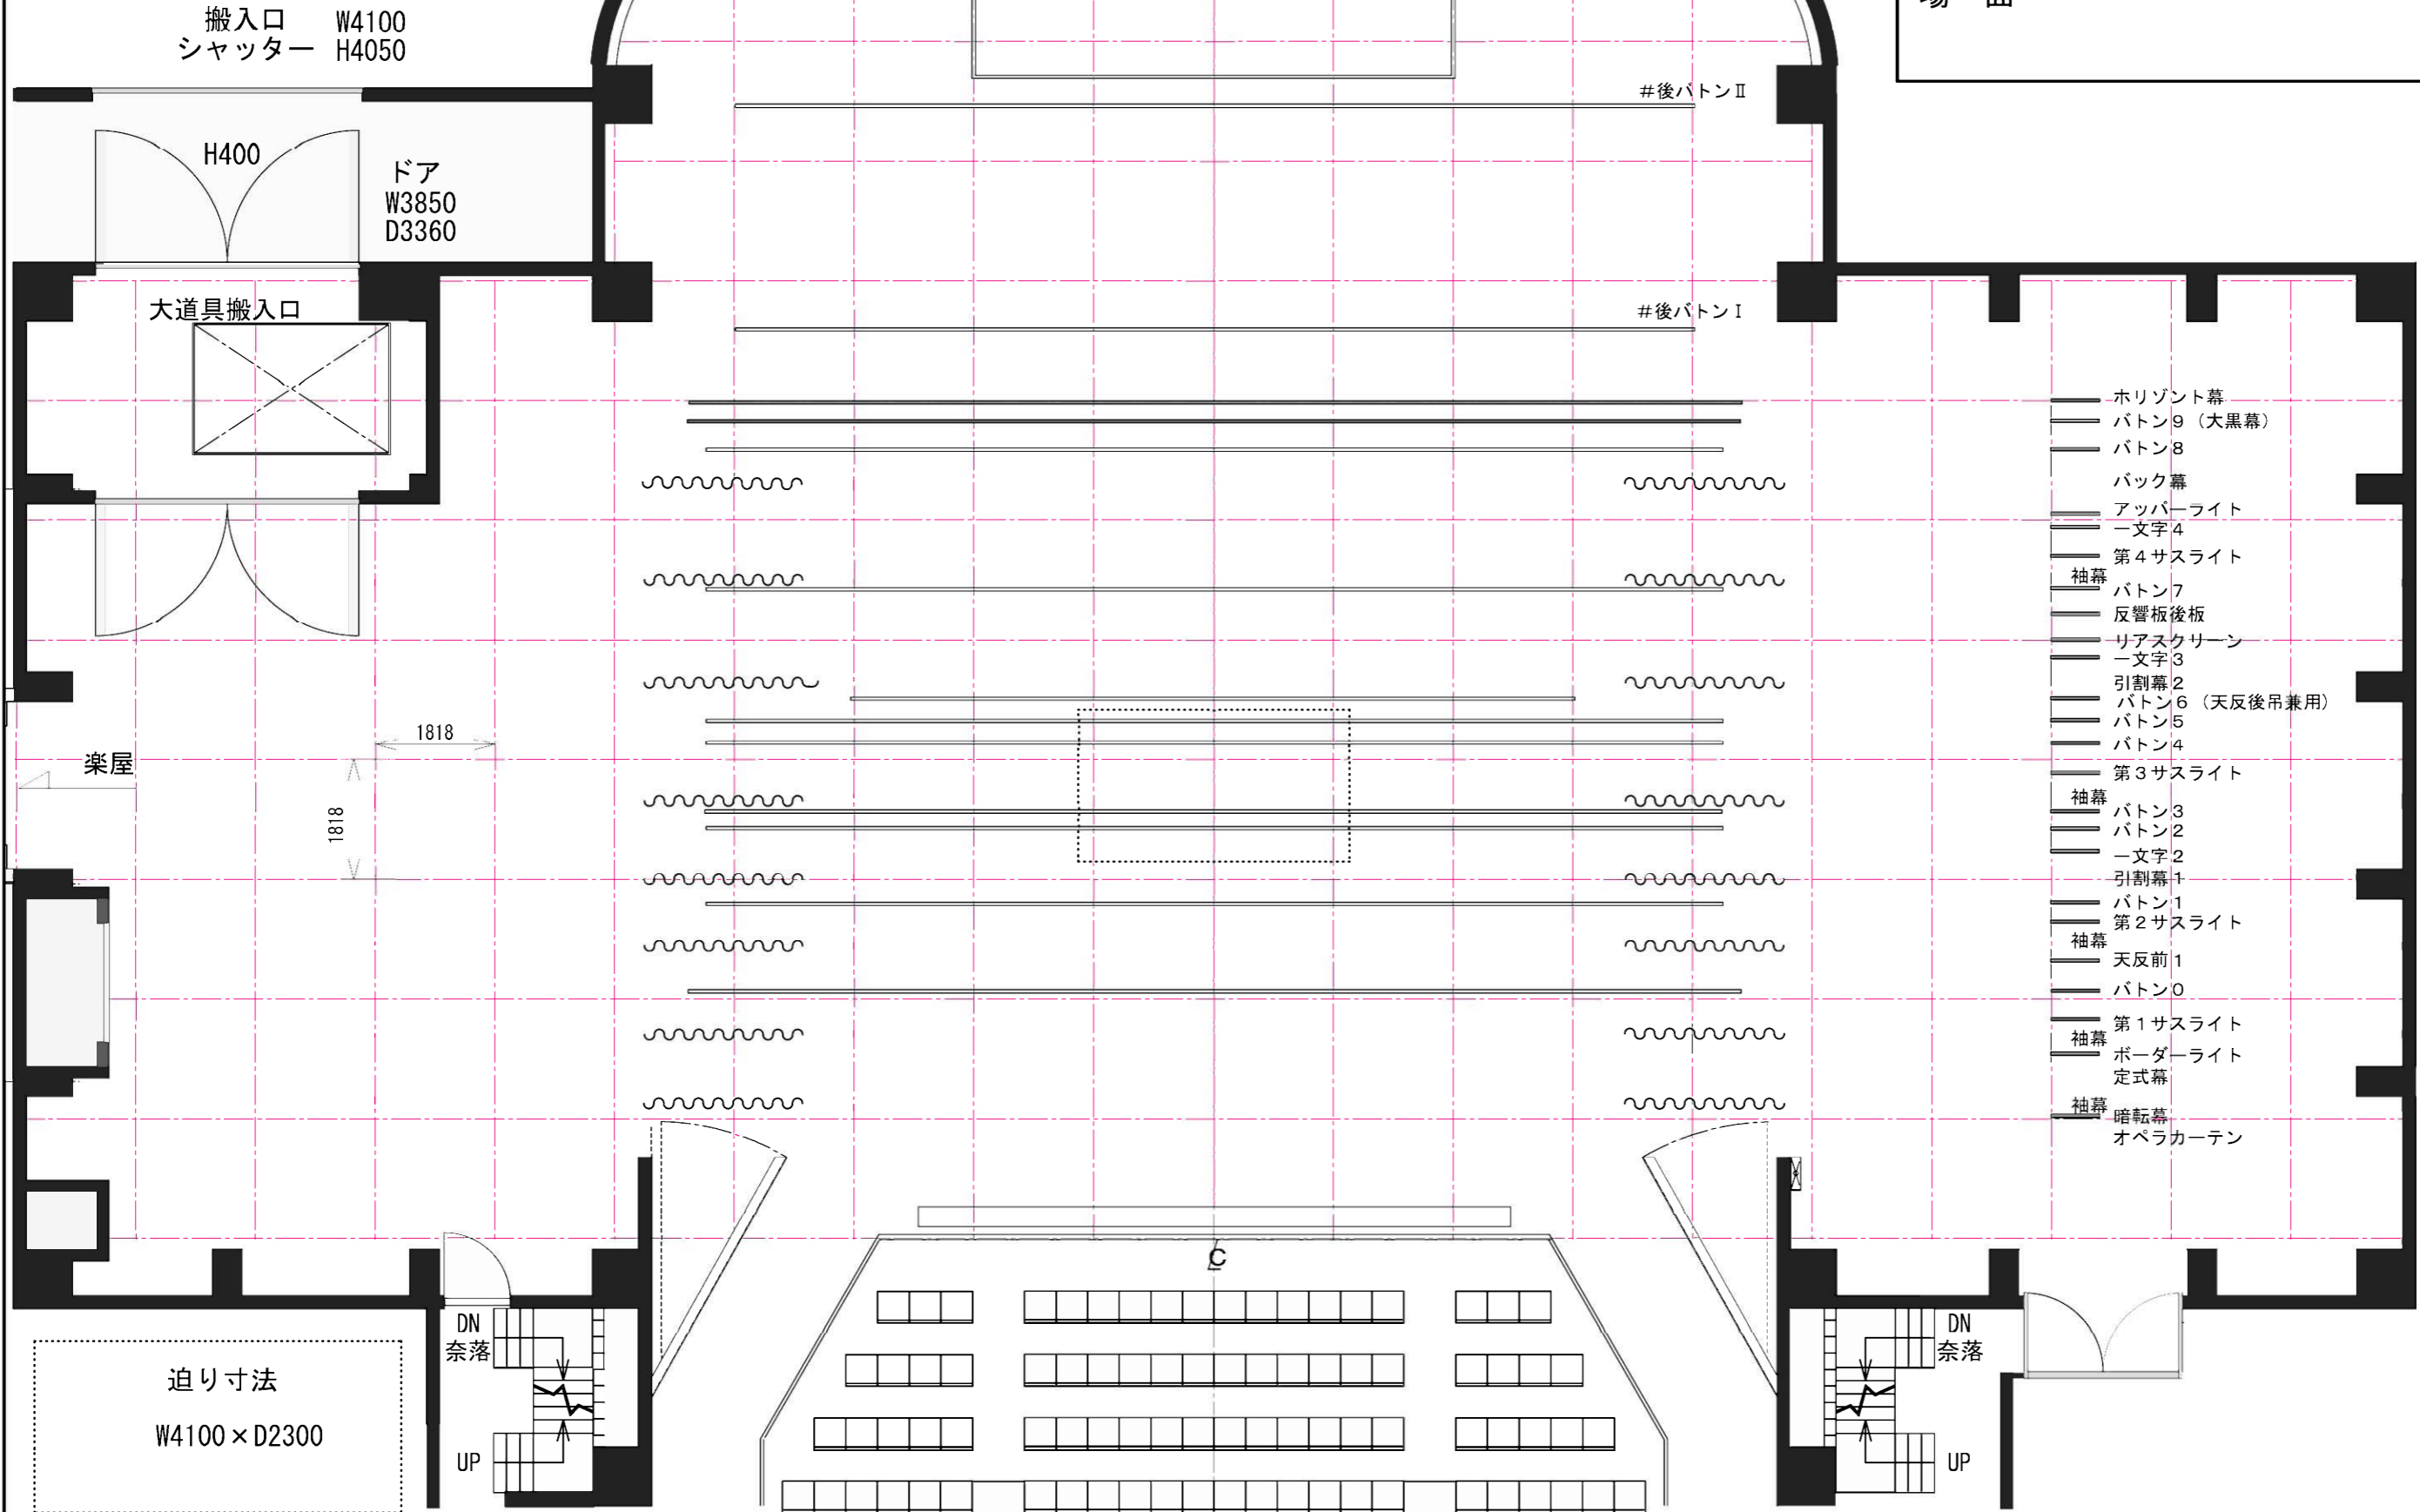 搬入口 W4100
シャッター H4050
#後バトンⅡ
H400
ドア
W3850
D3360
大道具搬入口
#後バトンⅠ
ホリゾント幕
バトン9(大黒幕)
バトン8
バック幕
アッパーライト
一文字4
第4サスライト
袖幕
バトン7
反響板後板
リアスクリーン
一文字3
引割幕2
バトン6(天反後吊兼用)
バトン5
バトン4
第3サスライト
袖幕
バトン3
バトン2
一文字2
引割幕1
バトン1
第2サスライト
袖幕
天反前1
バトン0
第1サスライト
袖幕
ボーダーライト
定式幕
袖幕
暗転幕
オペラカーテン
1818
楽屋
1818
C
DN
奈落
UP
DN
奈落
UP
迫り寸法
W4100×D2300